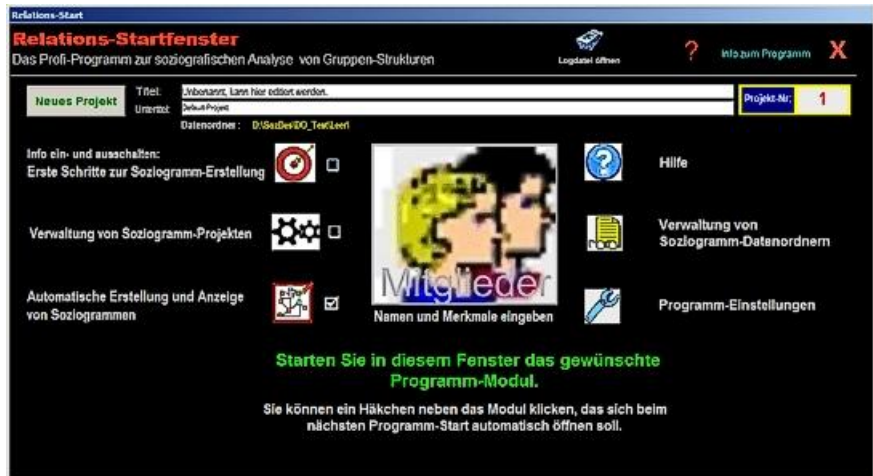 Relations-Start
Relations-Startfenster
Das Profi-Programm zur soziografischen Analyse von Gruppen-Strukturen
Logdatei öffnen
?
Info zum Programm
X
Neues Projekt
Titel:
Unbenannt, kann hier editiert werden.
Untertitel:
Default-Projekt
Projekt-Nr:
1
Datenordner:
Info ein- und ausschalten:
Erste Schritte zur Soziogramm-Erstellung
Hilfe
Verwaltung von Soziogramm-Projekten
Verwaltung von
Soziogramm-Datenordnern
Mitglieder
Automatische Erstellung und Anzeige
von Soziogrammen
Namen und Merkmale eingeben
Programm-Einstellungen
Starten Sie in diesem Fenster das gewünschte
Programm-Modul.
Sie können ein Häkchen neben das Modul klicken, das sich beim
nächsten Programm-Start automatisch öffnen soll.